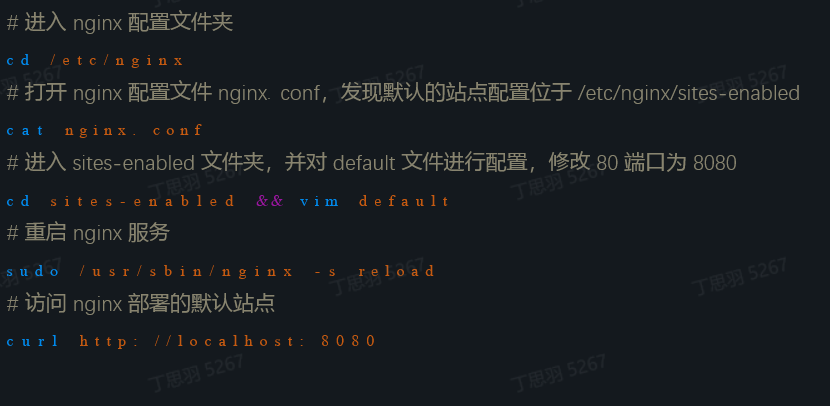 # 进入 nginx 配置文件夹
cd /etc/nginx
# 打开 nginx 配置文件 nginx. conf，发现默认的站点配置位于 /etc/nginx/sites-enabled
cat nginx. conf
# 进入 sites-enabled 文件夹，并对 default 文件进行配置，修改 80 端口为 8080
cd sites-enabled && vim default
# 重启 nginx 服务
sudo /usr/sbin/nginx -s reload
# 访问 nginx 部署的默认站点
curl http: //localhost: 8080
丁思羽 5267